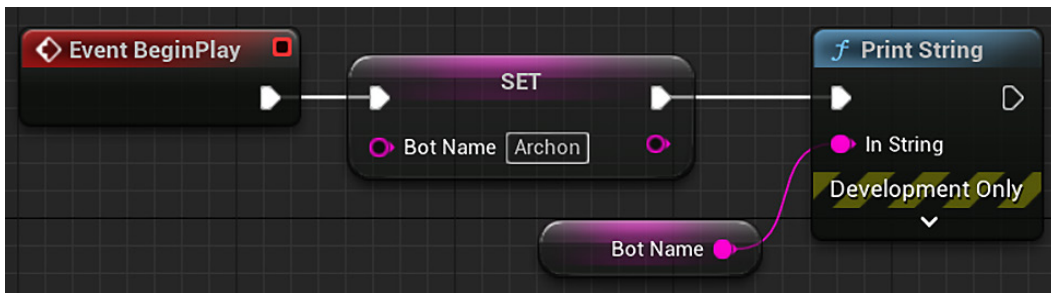 Event BeginPlay
SET
Bot Name Archon
f Print String
In String
Development Only
Bot Name